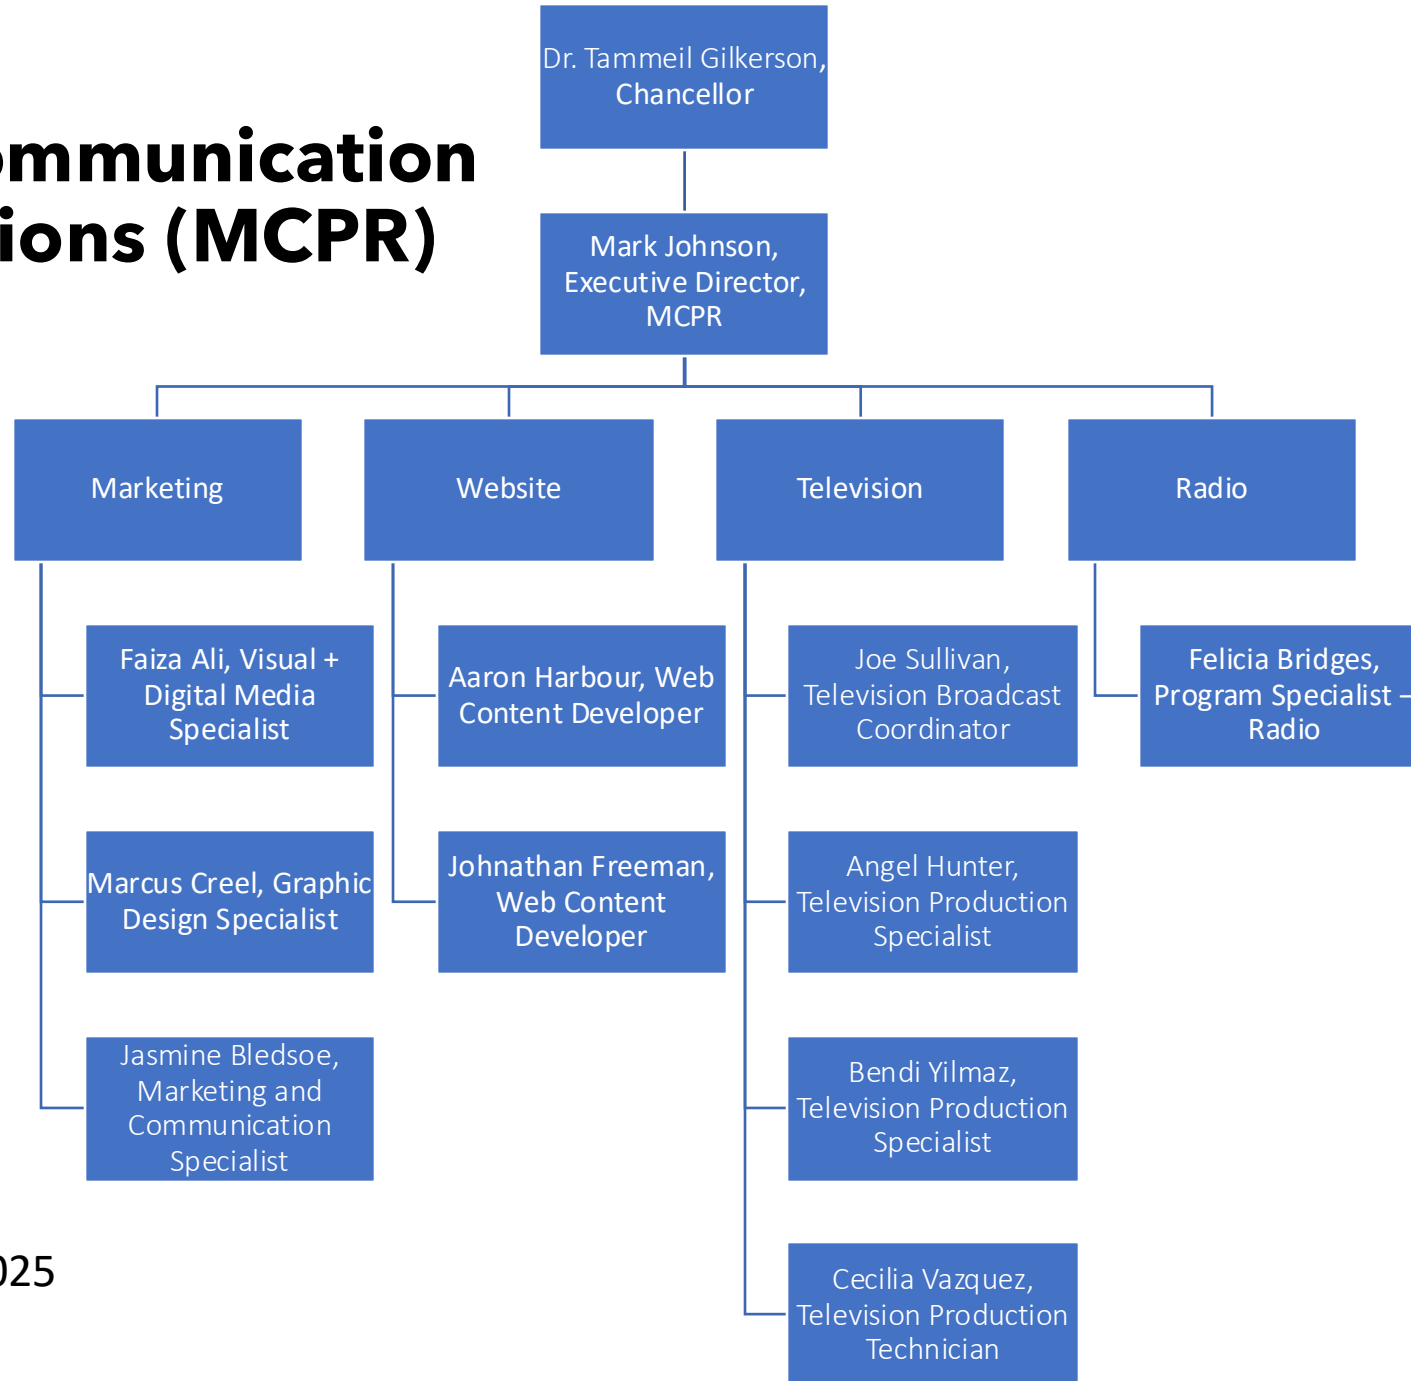 Dr. Tammeil Gilkerson,
Chancellor
ommunication
ions (MCPR)
Mark Johnson,
Executive Director,
MCPR
Marketing
Website
Television
Radio
Faiza Ali, Visual +
Digital Media
Specialist
Marcus Creel, Graphic
Design Specialist
Jasmine Bledsoe,
Marketing and
Communication
Specialist
Aaron Harbour, Web
Content Developer
Johnathan Freeman,
Web Content
Developer
Joe Sullivan,
Television Broadcast
Coordinator
Angel Hunter,
Television Production
Specialist
Bendi Yilmaz,
Television Production
Specialist
Cecilia Vazquez,
Television Production
Technician
Felicia Bridges,
Program Specialist –
Radio
025